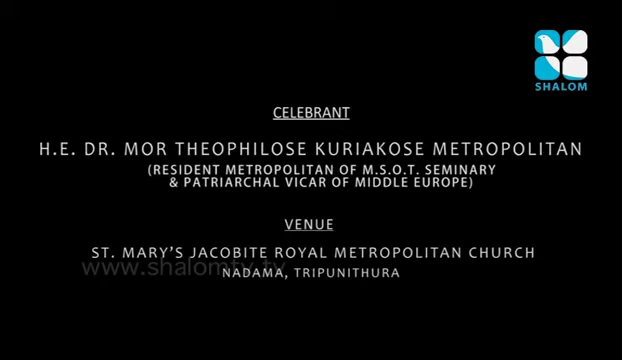 SHALOM
CELEBRANT
H.E. DR. MOR THEOPHILOSE KURIAKOSE METROPOLITAN
(RESIDENT METROPOLITAN OF M.S.O.T. SEMINARY
& PATRIARCHAL VICAR OF MIDDLE EUROPE)
VENUE
ST. MARY'S JACOBITE ROYAL METROPOLITAN CHURCH
www.shalomtv.tv
NADAMA, TRIPUNITHURA